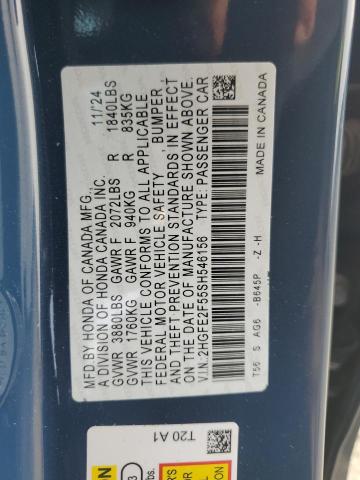 MFD BY HONDA OF CANADA MFG., 11/24
A DIVISION OF HONDA CANADA INC.
GVWR 3880LBS GAWR F 2072LBS R 1840LBS
GVWR 1760KG GAWR F 940KG R 835KG
THIS VEHICLE CONFORMS TO ALL APPLICABLE
FEDERAL MOTOR VEHICLE SAFETY , BUMPER ,
AND THEFT PREVENTION STANDARDS IN EFFECT
ON THE DATE OF MANUFACTURE SHOWN ABOVE.
V.I.N.:2HGFE2F55SH546156 TYPE: PASSENGER CAR
T56 S AG6 -B645P -Z -H MADE IN CANADA
T20 A1